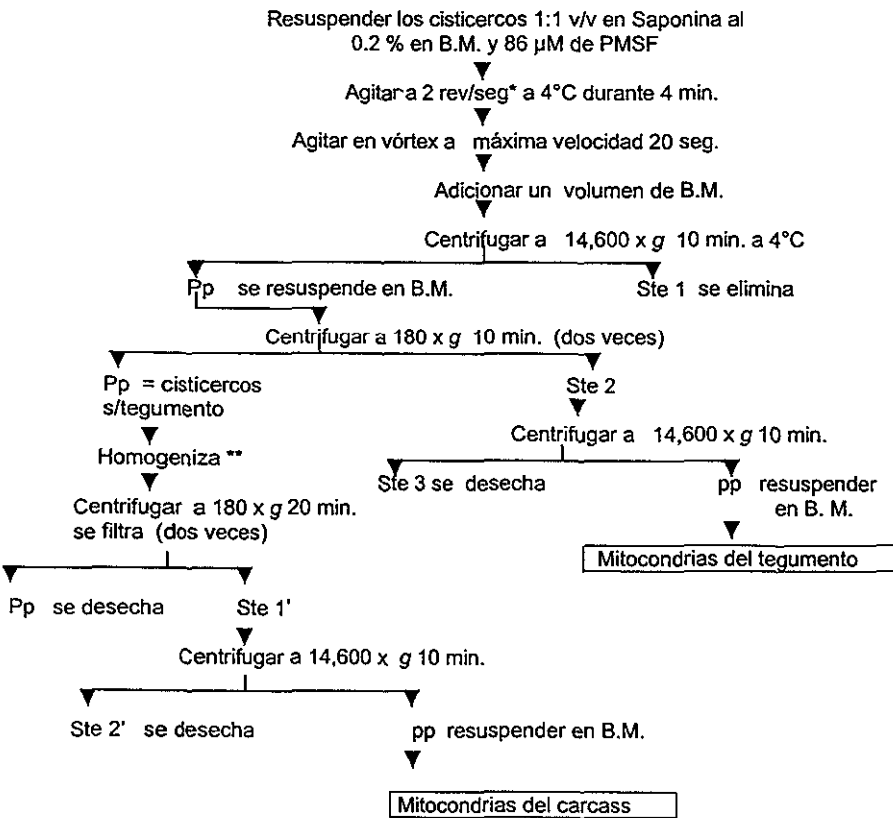 Resuspender los cisticercos 1:1 v/v en Saponina al
0.2 % en B.M. y 86 µM de PMSF
Agitar a 2 rev/seg* a 4°C durante 4 min.
Agitar en vórtex a máxima velocidad 20 seg.
Adicionar un volumen de B.M.
Centrifugar a 14,600 x g 10 min. a 4°C
Pp se resuspende en B.M.
Ste 1 se elimina
Centrifugar a 180 x g 10 min. (dos veces)
Pp = cisticercos
s/tegumento
Ste 2
Homogeniza **
Centrifugar a 14,600 x g 10 min.
Centrifugar a 180 x g 20 min.
se filtra (dos veces)
Ste 3 se desecha
pp resuspender
en B. M.
Mitocondrias del tegumento
Pp se desecha
Ste 1'
Centrifugar a 14,600 x g 10 min.
Ste 2' se desecha
pp resuspender en B.M.
Mitocondrias del carcass